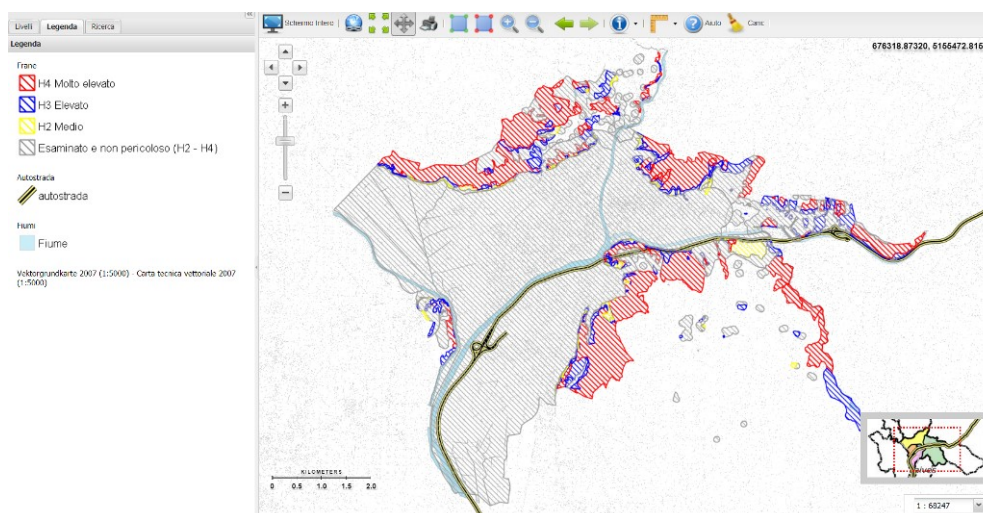 Livelli Legenda Ricerca
Legenda
Frane
H4 Molto elevato
H3 Elevato
H2 Medio
Esaminato e non pericoloso (H2 - H4)
Autostrada
autostrada
Fiumi
Fiume
Vektorgrundkarte 2007 (1:5000) - Carta tecnica vettoriale 2007
(1:5000)
Schermo Intero
Aiuto
Canc
676318.87320, 5155472.815
KILOMETERS
0 0.5 1.0 1.5 2.0
1 : 68247